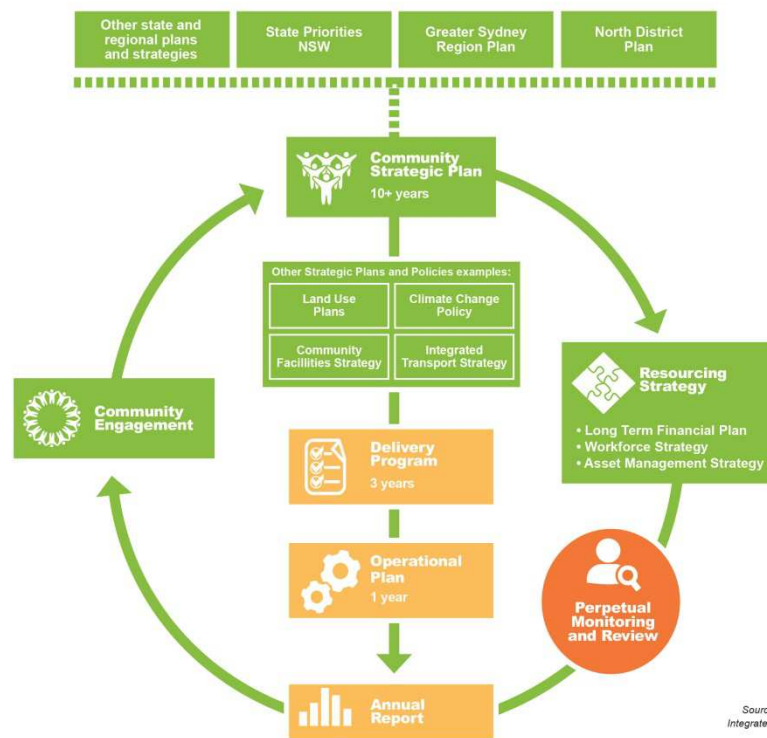 Other state and
regional plans
and strategies
State Priorities
NSW
Greater Sydney
Region Plan
North District
Plan
Community
Strategic Plan
10+ years
Other Strategic Plans and Policies examples:
Land Use
Plans
Climate Change
Policy
Community
Facillities Strategy
Integrated
Transport Strategy
Community
Engagement
Resourcing
Strategy
• Long Term Financial Plan
• Workforce Strategy
• Asset Management Strategy
Delivery
Program
3 years
Operational
Plan
1 year
Perpetual
Monitoring
and Review
Annual
Report